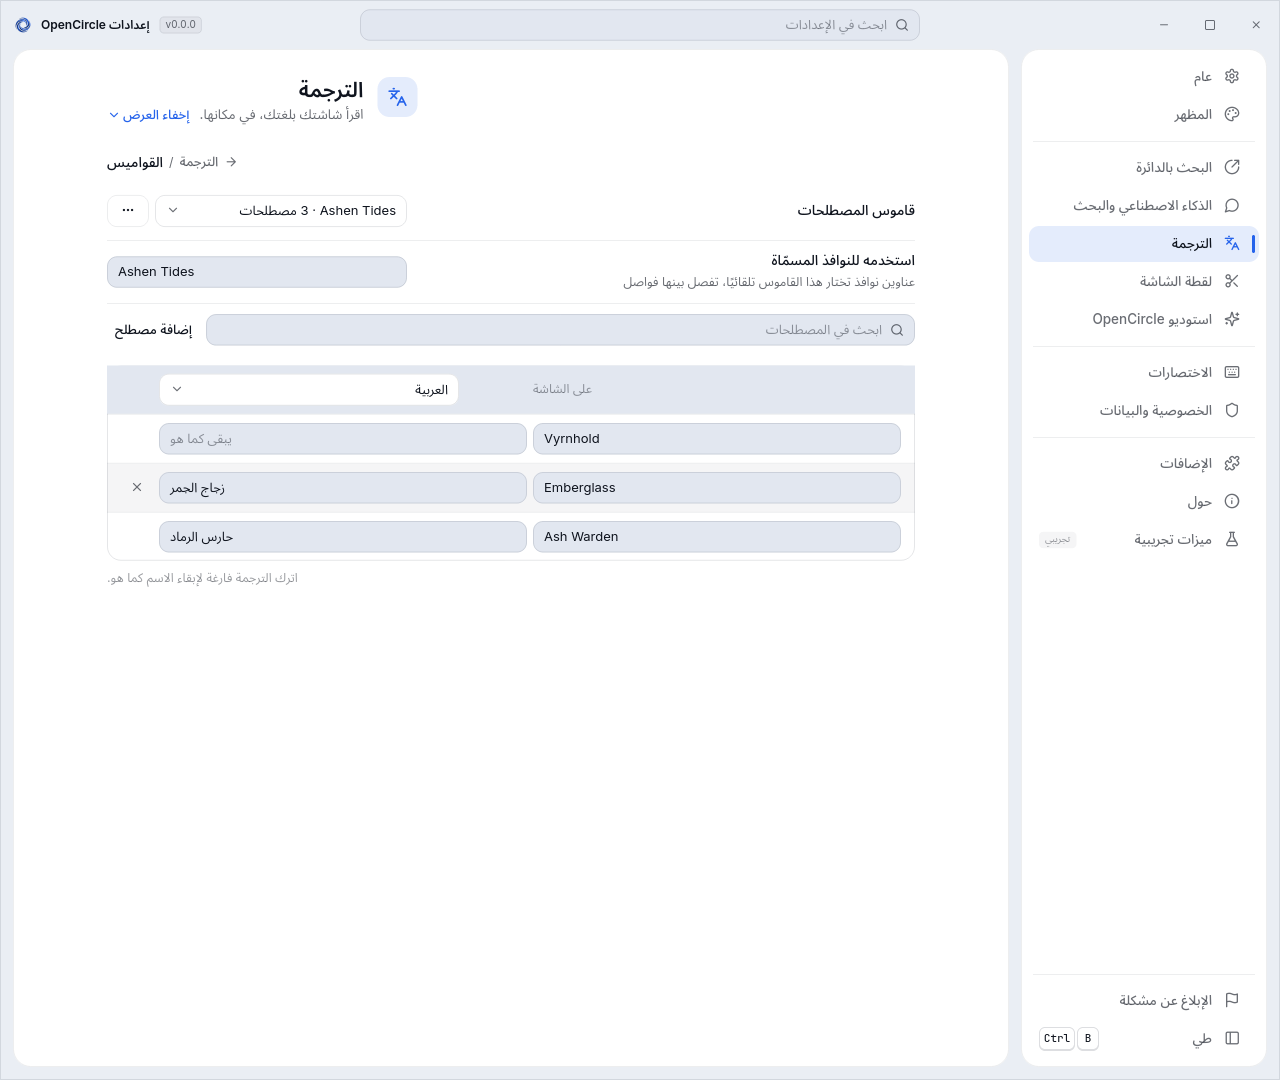 إعدادات OpenCircle
v0.0.0
ابحث في الإعدادات
عام
المظهر
البحث بالدائرة
الذكاء الاصطناعي والبحث
الترجمة
لقطة الشاشة
استوديو OpenCircle
الاختصارات
الخصوصية والبيانات
الإضافات
حول
ميزات تجريبية
تجريبي
الإبلاغ عن مشكلة
طي
Ctrl B
الترجمة
اقرأ شاشتك بلغتك، في مكانها. إخفاء العرض
الترجمة / القواميس
قاموس المصطلحات
Ashen Tides · 3 مصطلحات
استخدمه للنوافذ المسمّاة
عناوين نوافذ تختار هذا القاموس تلقائيًا، تفصل بينها فواصل
Ashen Tides
ابحث في المصطلحات
إضافة مصطلح
على الشاشة
العربية
Vyrnhold
يبقى كما هو
Emberglass
زجاج الجمر
Ash Warden
حارس الرماد
اترك الترجمة فارغة لإبقاء الاسم كما هو.